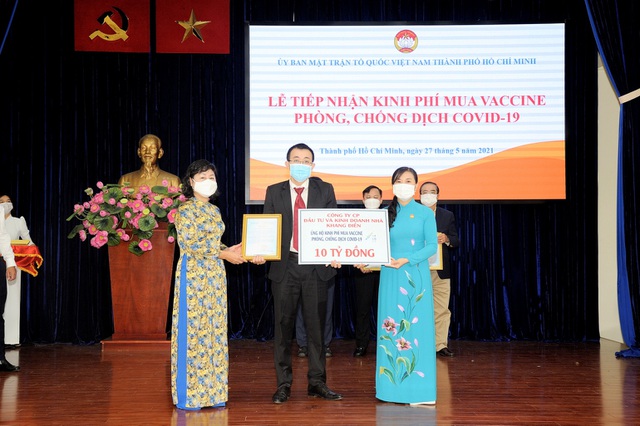 ỦY BAN MẶT TRẬN TỔ QUỐC VIỆT NAM THÀNH PHỐ HỒ CHÍ MINH
LỄ TIẾP NHẬN KINH PHÍ MUA VACCINE
PHÒNG, CHỐNG DỊCH COVID-19
Thành phố Hồ Chí Minh, ngày 27 tháng 5 năm 2021
CÔNG TY CP
ĐẦU TƯ VÀ KINH DOANH NHÀ
KHANG ĐIỀN
ỦNG HỘ KINH PHÍ MUA VACCINE
PHÒNG, CHỐNG DỊCH COVID-19
10 TỶ ĐỒNG